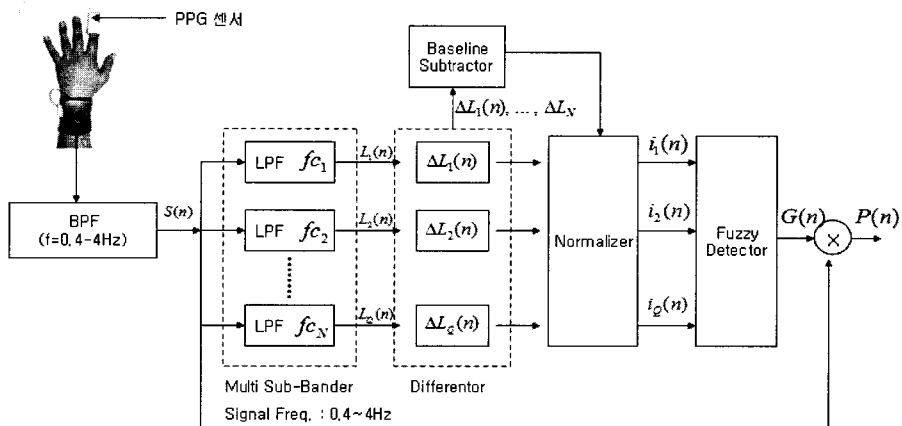 PPG 센서
Baseline
Subtractor
ΔL₁(n), ... , ΔL_N
BPF
(f=0,4-4Hz)
S(n)
LPF fc₁
L₁(n)
ΔL₁(n)
LPF fc₂
L₂(n)
ΔL₂(n)
LPF fc_N
L_Q(n)
ΔL_Q(n)
Normalizer
i₁(n)
i₂(n)
i_Q(n)
Fuzzy
Detector
G(n)
×
P(n)
Multi Sub-Bander
Differentor
Signal Freq, : 0,4~4Hz